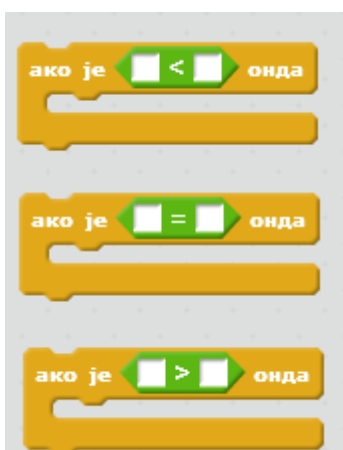 ако је < онда
ако је = онда
ако је > онда